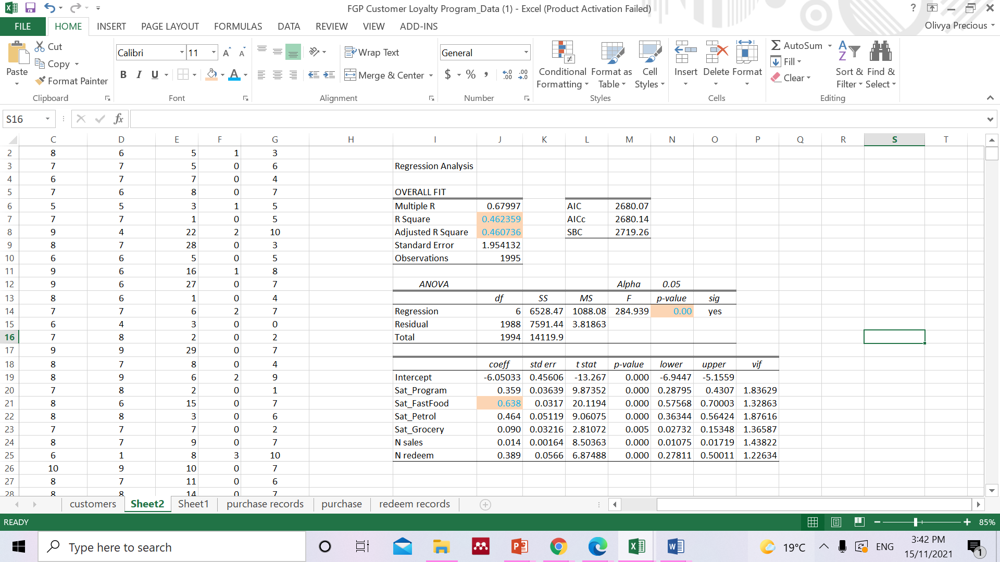 FGP Customer Loyalty Program_Data (1) - Excel (Product Activation Failed)
FILE HOME INSERT PAGE LAYOUT FORMULAS DATA REVIEW VIEW ADD-INS Olivya Precious
Cut
Copy
Format Painter
Paste
Clipboard
Calibri 11
B I U
Font
Wrap Text
Merge & Center
Alignment
General
$ % ,
Number
Conditional Formatting
Format as Table
Cell Styles
Styles
Insert Delete Format
Cells
AutoSum
Fill
Clear
Sort & Filter
Find & Select
Editing
S16 fx
C D E F G H I J K L M N O P Q R S T
2 8 6 5 1 3
3 7 7 5 0 6 Regression Analysis
4 6 7 7 0 4
5 7 6 8 0 7 OVERALL FIT
6 5 5 3 1 5 Multiple R 0.67997 AIC 2680.07
7 7 7 1 0 5 R Square 0.462359 AICc 2680.14
8 9 4 22 2 10 Adjusted R Square 0.460736 SBC 2719.26
9 8 7 28 0 3 Standard Error 1.954132
10 6 6 5 0 5 Observations 1995
11 9 6 16 1 8
12 9 6 27 0 7 ANOVA Alpha 0.05
13 8 6 1 0 4 df SS MS F p-value sig
14 7 7 6 2 7 Regression 6 6528.47 1088.08 284.939 0.00 yes
15 6 4 3 0 0 Residual 1988 7591.44 3.81863
16 7 8 2 0 2 Total 1994 14119.9
17 9 9 29 0 7
18 8 7 8 0 4 coeff std err t stat p-value lower upper vif
19 8 9 6 2 9 Intercept -6.05033 0.45606 -13.267 0.000 -6.9447 -5.1559
20 7 8 2 0 1 Sat_Program 0.359 0.03639 9.87352 0.000 0.28795 0.4307 1.83629
21 8 6 15 0 7 Sat_FastFood 0.638 0.0317 20.1194 0.000 0.57568 0.70003 1.32863
22 8 8 3 0 6 Sat_Petrol 0.464 0.05119 9.06075 0.000 0.36344 0.56424 1.87616
23 7 7 7 0 2 Sat_Grocery 0.090 0.03216 2.81072 0.005 0.02732 0.15348 1.36587
24 8 7 9 0 7 N sales 0.014 0.00164 8.50363 0.000 0.01075 0.01719 1.43822
25 6 1 8 3 10 N redeem 0.389 0.0566 6.87488 0.000 0.27811 0.50011 1.22634
26 10 9 10 0 7
27 8 7 11 0 6
28 8 8 14 0 7
customers Sheet2 Sheet1 purchase records purchase redeem records
READY 85%
Type here to search
19°C ENG
3:42 PM
15/11/2021
1